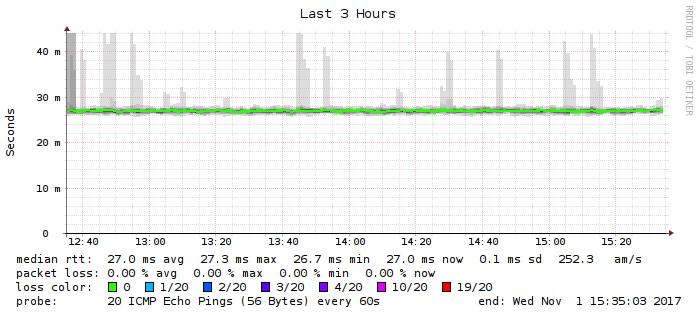 Last 3 Hours
RRDTOOL / TOBI OETIKER
Seconds
40 m
30 m
20 m
10 m
0
12:40 13:00 13:20 13:40 14:00 14:20 14:40 15:00 15:20
median rtt: 27.0 ms avg 27.3 ms max 26.7 ms min 27.0 ms now 0.1 ms sd 252.3 am/s
packet loss: 0.00 % avg 0.00 % max 0.00 % min 0.00 % now
loss color: 0 1/20 2/20 3/20 4/20 10/20 19/20
probe: 20 ICMP Echo Pings (56 Bytes) every 60s end: Wed Nov 1 15:35:03 2017